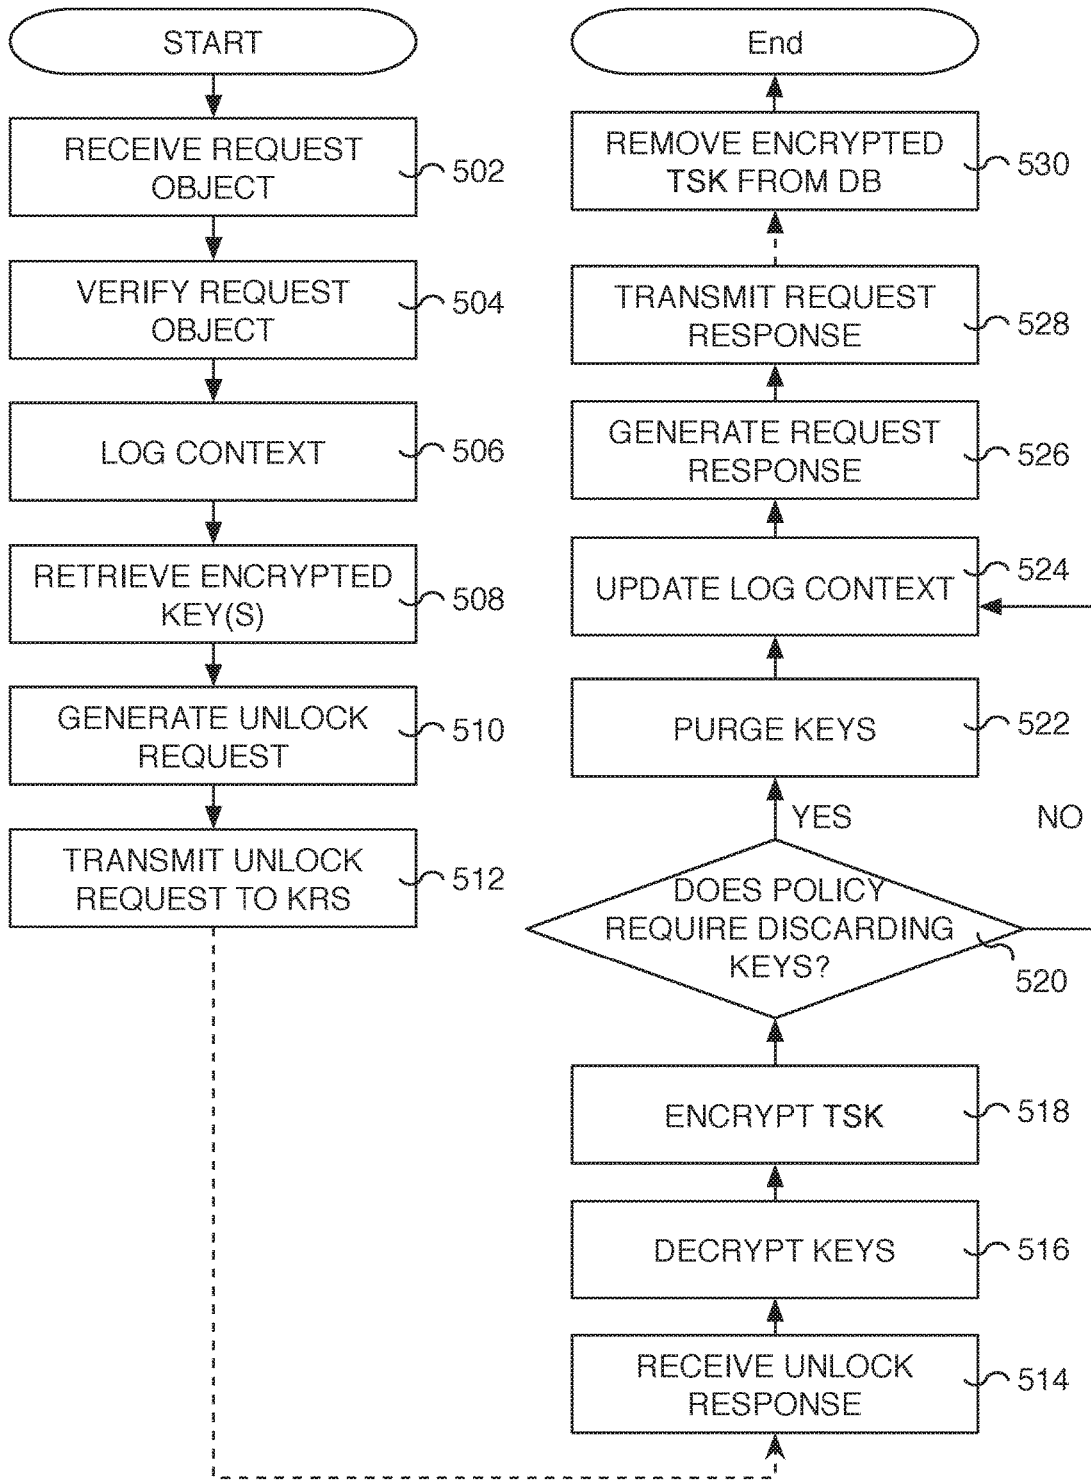 START
RECEIVE REQUEST
OBJECT
502
VERIFY REQUEST
OBJECT
504
LOG CONTEXT
506
RETRIEVE ENCRYPTED
KEY(S)
508
GENERATE UNLOCK
REQUEST
510
TRANSMIT UNLOCK
REQUEST TO KRS
512
End
REMOVE ENCRYPTED
TSK FROM DB
530
TRANSMIT REQUEST
RESPONSE
528
GENERATE REQUEST
RESPONSE
526
UPDATE LOG CONTEXT
524
PURGE KEYS
522
YES
NO
DOES POLICY
REQUIRE DISCARDING
KEYS?
520
ENCRYPT TSK
518
DECRYPT KEYS
516
RECEIVE UNLOCK
RESPONSE
514